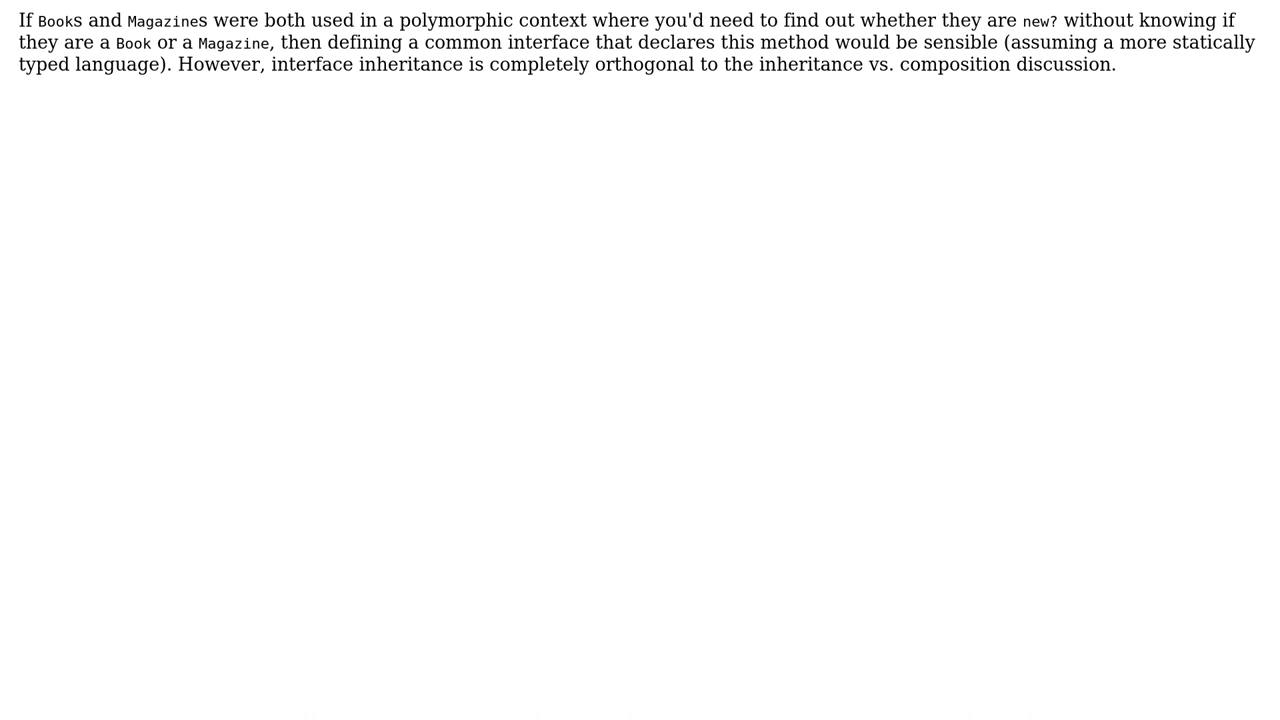 If Books and Magazines were both used in a polymorphic context where you'd need to find out whether they are new? without knowing if
they are a Book or a Magazine, then defining a common interface that declares this method would be sensible (assuming a more statically
typed language). However, interface inheritance is completely orthogonal to the inheritance vs. composition discussion.